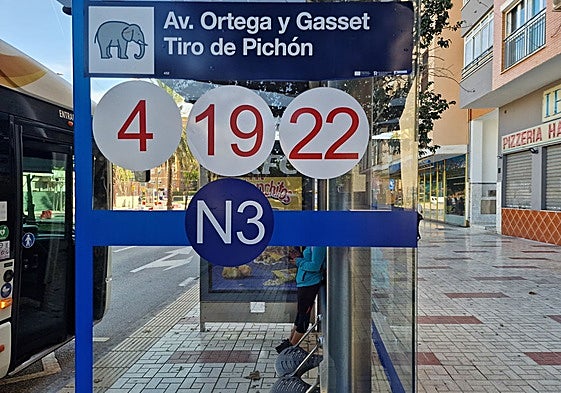 Av. Ortega y Gasset
Tiro de Pichón
4 19 22
N3
PIZZERIA HA